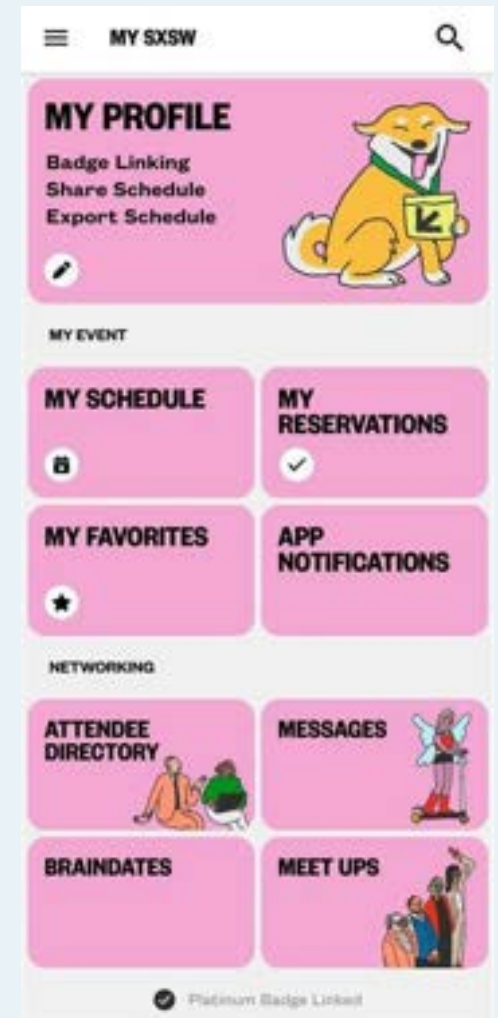 MY SXSW
MY PROFILE
Badge Linking
Share Schedule
Export Schedule
MY EVENT
MY SCHEDULE
MY
RESERVATIONS
MY FAVORITES
APP
NOTIFICATIONS
NETWORKING
ATTENDEE
DIRECTORY
MESSAGES
BRAINDATES
MEET UPS
Platinum Badge Linked